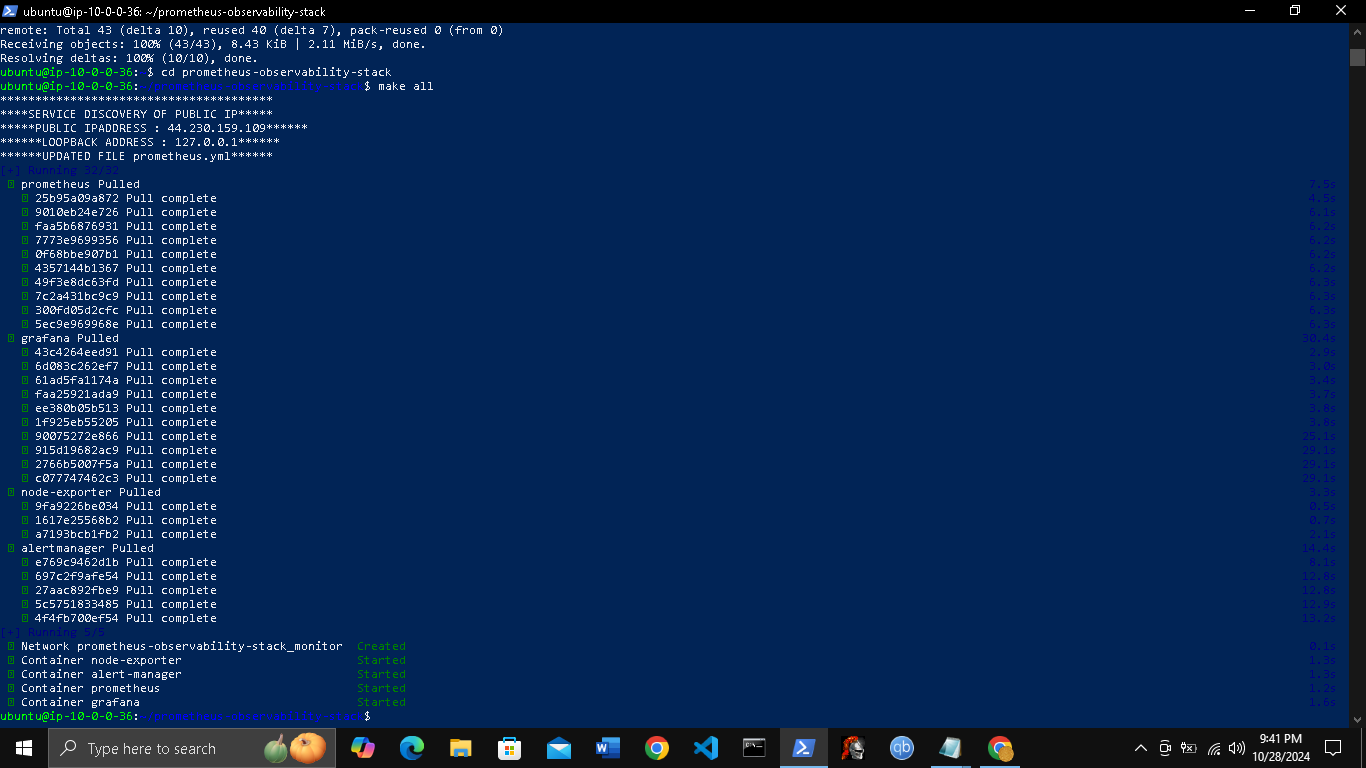 ubuntu@ip-10-0-0-36: ~/prometheus-observability-stack
remote: Total 43 (delta 10), reused 40 (delta 7), pack-reused 0 (from 0)
Receiving objects: 100% (43/43), 8.43 KiB | 2.11 MiB/s, done.
Resolving deltas: 100% (10/10), done.
ubuntu@ip-10-0-0-36:~$ cd prometheus-observability-stack
ubuntu@ip-10-0-0-36:~/prometheus-observability-stack$ make all
***************************************
****SERVICE DISCOVERY OF PUBLIC IP*****
*****PUBLIC IPADDRESS : 44.230.159.109******
******LOOPBACK ADDRESS : 127.0.0.1******
******UPDATED FILE prometheus.yml******
[+] Running 32/32
prometheus Pulled 7.5s
25b95a09a872 Pull complete 4.5s
9010eb24e726 Pull complete 6.1s
faa5b6876931 Pull complete 6.2s
7773e9699356 Pull complete 6.2s
0f68bbe907b1 Pull complete 6.2s
4357144b1367 Pull complete 6.2s
49f3e8dc63fd Pull complete 6.3s
7c2a431bc9c9 Pull complete 6.3s
300fd05d2cfc Pull complete 6.3s
5ec9e969968e Pull complete 6.3s
grafana Pulled 30.4s
43c4264eed91 Pull complete 2.9s
6d083c262ef7 Pull complete 3.0s
61ad5fa1174a Pull complete 3.4s
faa25921ada9 Pull complete 3.7s
ee380b05b513 Pull complete 3.8s
1f925eb55205 Pull complete 3.8s
90075272e866 Pull complete 25.1s
915d19682ac9 Pull complete 29.1s
2766b5007f5a Pull complete 29.1s
c077747462c3 Pull complete 29.1s
node-exporter Pulled 3.3s
9fa9226be034 Pull complete 0.5s
1617e25568b2 Pull complete 0.7s
a7193bcb1fb2 Pull complete 2.1s
alertmanager Pulled 14.4s
e769c9462d1b Pull complete 8.1s
697c2f9afe54 Pull complete 12.8s
27aac892fbe9 Pull complete 12.8s
5c5751833485 Pull complete 12.9s
4f4fb700ef54 Pull complete 13.2s
[+] Running 5/5
Network prometheus-observability-stack_monitor Created 0.1s
Container node-exporter Started 1.3s
Container alert-manager Started 1.3s
Container prometheus Started 1.2s
Container grafana Started 1.6s
ubuntu@ip-10-0-0-36:~/prometheus-observability-stack$
Type here to search
qb
9:41 PM
10/28/2024